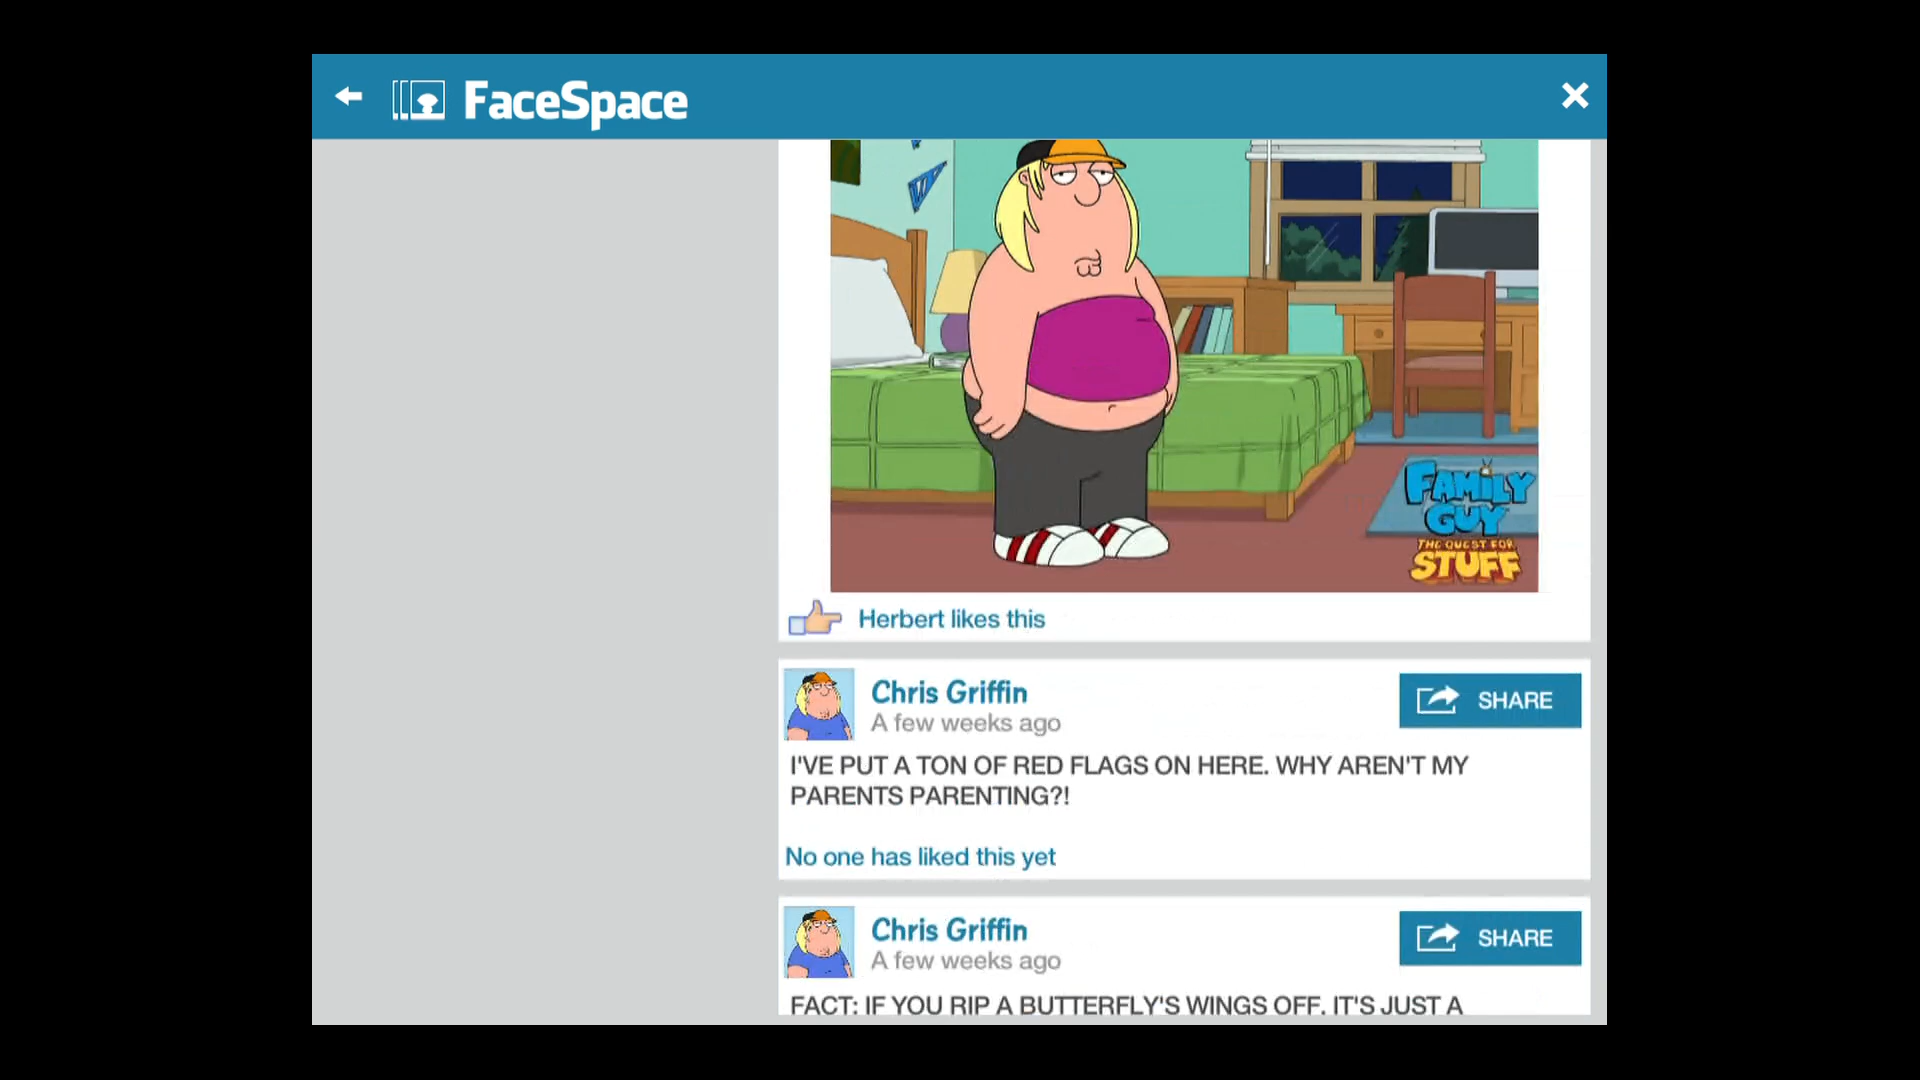 FaceSpace
FAMILY
GUY
THE QUEST FOR
STUFF
Herbert likes this
Chris Griffin
A few weeks ago
SHARE
I'VE PUT A TON OF RED FLAGS ON HERE. WHY AREN'T MY
PARENTS PARENTING?!
No one has liked this yet
Chris Griffin
A few weeks ago
SHARE
FACT: IF YOU RIP A BUTTERFLY'S WINGS OFF, IT'S JUST A